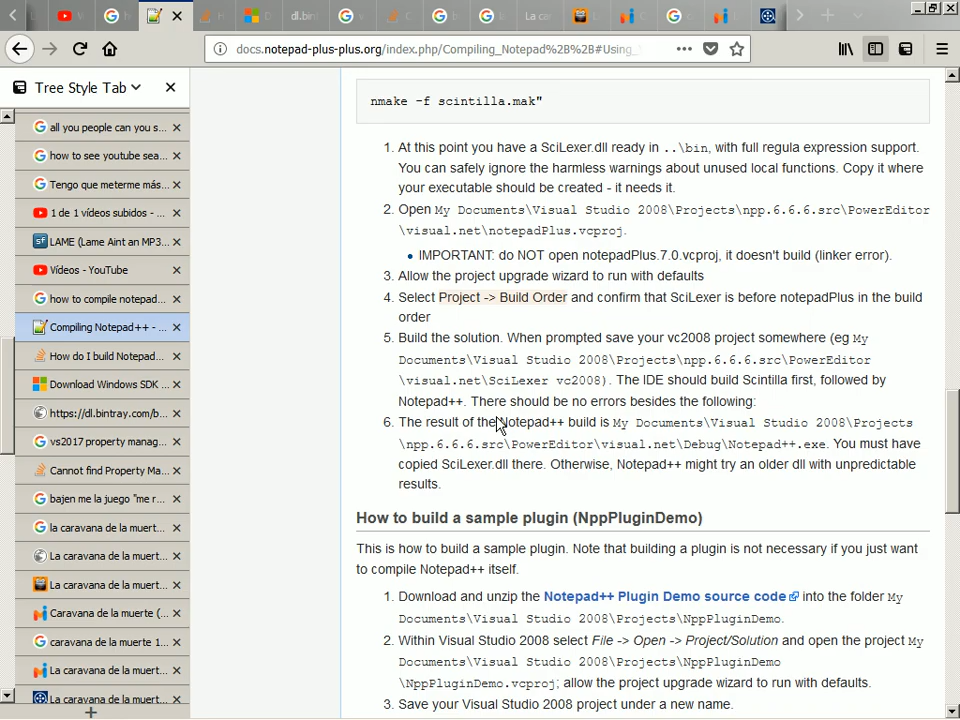 dl.bint
La car
docs.notepad-plus-plus.org/index.php/Compiling_Notepad%2B%2B#Using_
Tree Style Tab
all you people can you s...
how to see youtube sea...
Tengo que meterme más...
1 de 1 vídeos subidos - ...
LAME (Lame Aint an MP3...
Vídeos - YouTube
how to compile notepad...
Compiling Notepad++ - ...
How do I build Notepad...
Download Windows SDK ...
https://dl.bintray.com/b...
vs2017 property manag...
Cannot find Property Ma...
bajen me la juego "me r...
la caravana de la muert...
La caravana de la muert...
La caravana de la muert...
Caravana de la muerte (...
caravana de la muerte 1...
La caravana de la muert...
La caravana de la muert...
nmake -f scintilla.mak"
1. At this point you have a SciLexer.dll ready in ..\bin, with full regula expression support.
You can safely ignore the harmless warnings about unused local functions. Copy it where
your executable should be created - it needs it.
2. Open My Documents\Visual Studio 2008\Projects\npp.6.6.6.src\PowerEditor
\visual.net\notepadPlus.vcproj.
• IMPORTANT: do NOT open notepadPlus.7.0.vcproj, it doesn't build (linker error).
3. Allow the project upgrade wizard to run with defaults
4. Select Project -> Build Order and confirm that SciLexer is before notepadPlus in the build
order
5. Build the solution. When prompted save your vc2008 project somewhere (eg My
Documents\Visual Studio 2008\Projects\npp.6.6.6.src\PowerEditor
\visual.net\SciLexer vc2008). The IDE should build Scintilla first, followed by
Notepad++. There should be no errors besides the following:
6. The result of the Notepad++ build is My Documents\Visual Studio 2008\Projects
\npp.6.6.6.src\PowerEditor\visual.net\Debug\Notepad++.exe. You must have
copied SciLexer.dll there. Otherwise, Notepad++ might try an older dll with unpredictable
results.
How to build a sample plugin (NppPluginDemo)
This is how to build a sample plugin. Note that building a plugin is not necessary if you just want
to compile Notepad++ itself.
1. Download and unzip the Notepad++ Plugin Demo source code into the folder My
Documents\Visual Studio 2008\Projects\NppPluginDemo.
2. Within Visual Studio 2008 select File -> Open -> Project/Solution and open the project My
Documents\Visual Studio 2008\Projects\NppPluginDemo
\NppPluginDemo.vcproj; allow the project upgrade wizard to run with defaults.
3. Save your Visual Studio 2008 project under a new name.